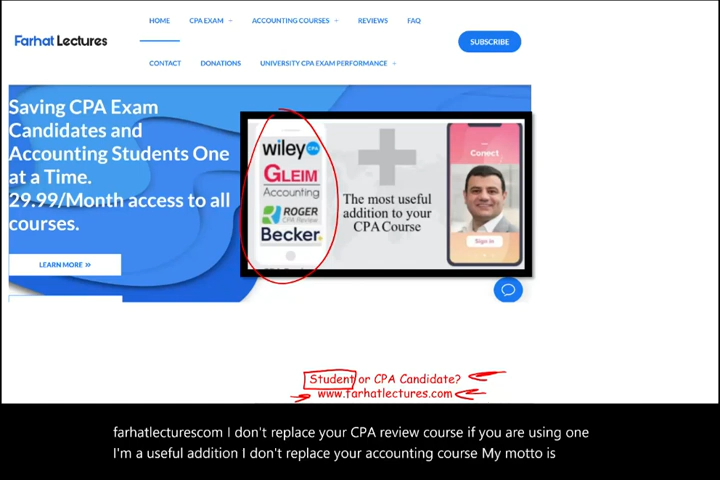 HOME CPA EXAM ACCOUNTING COURSES REVIEWS FAQ
Farhat Lectures
SUBSCRIBE
CONTACT DONATIONS UNIVERSITY CPA EXAM PERFORMANCE
Saving CPA Exam
Candidates and
Accounting Students One
at a Time.
29.99/Month access to all
courses.
LEARN MORE »
wiley CPA
GLEIM
Accounting
ROGER
CPA Review
Becker
The most useful
addition to your
CPA Course
Conect
Sign in
Student or CPA Candidate?
www.farhatlectures.com
farhatlecturescom I don't replace your CPA review course if you are using one
I'm a useful addition I don't replace your accounting course My motto is